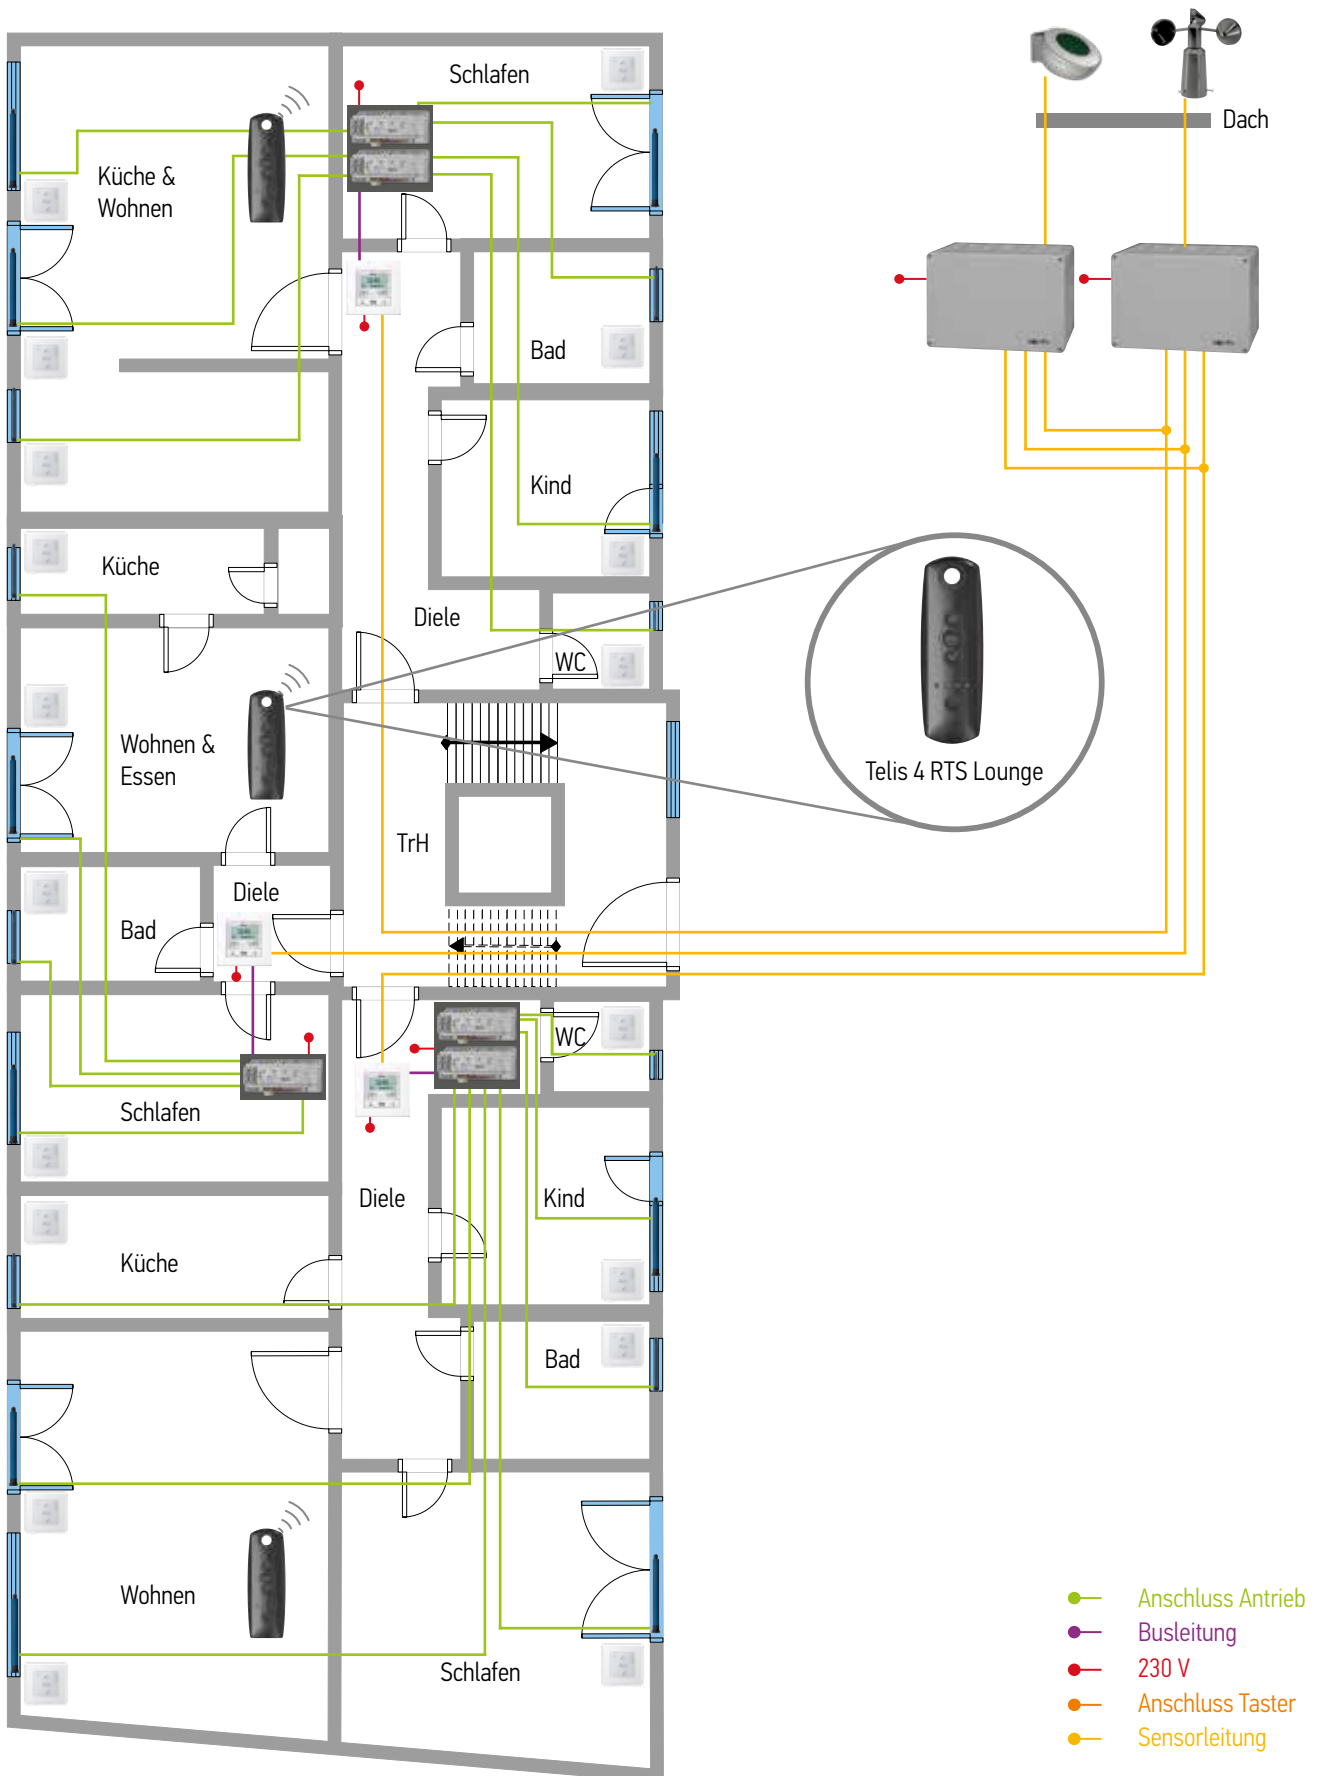 Schlafen
Dach
Küche &
Wohnen
Bad
Kind
Küche
Diele
WC
Wohnen &
Essen
Telis 4 RTS Lounge
TrH
Diele
Bad
WC
Schlafen
Diele
Kind
Küche
Bad
Wohnen
Schlafen
Anschluss Antrieb
Busleitung
230 V
Anschluss Taster
Sensorleitung